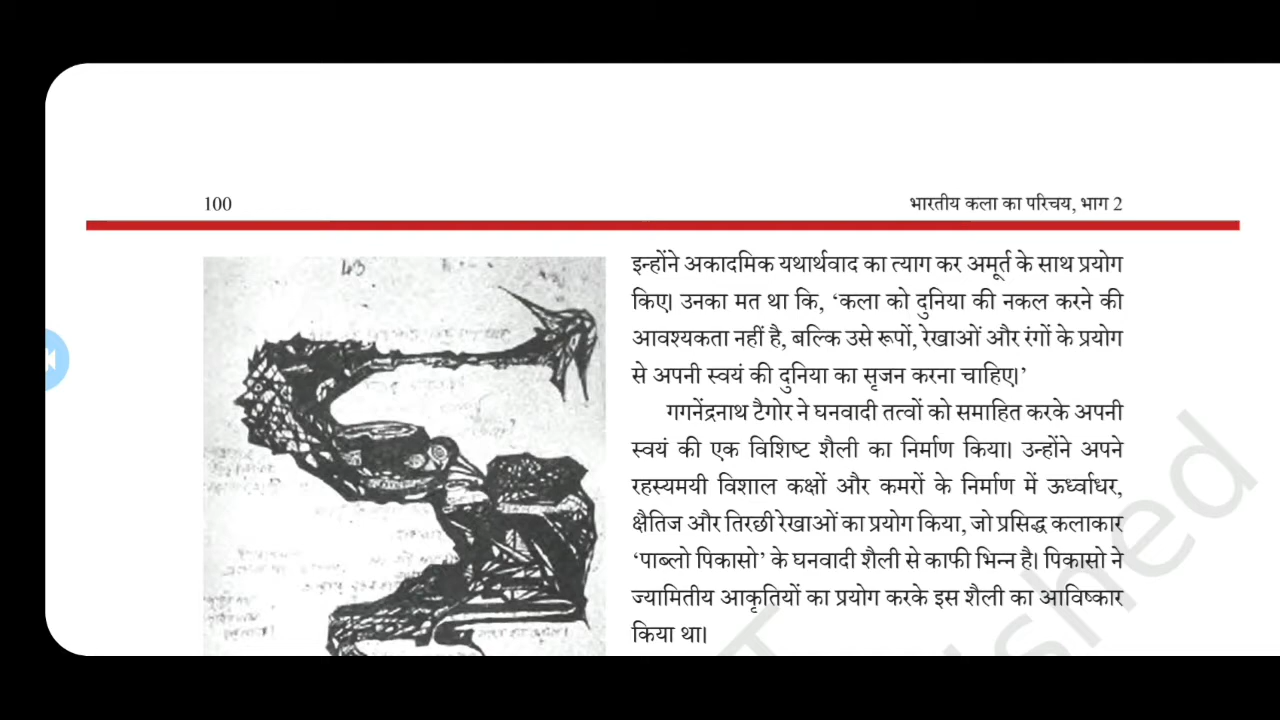 100
भारतीय कला का परिचय, भाग 2
43
इन्होंने अकादमिक यथार्थवाद का त्याग कर अमूर्त के साथ प्रयोग
किए। उनका मत था कि, ‘कला को दुनिया की नकल करने की
आवश्यकता नहीं है, बल्कि उसे रूपों, रेखाओं और रंगों के प्रयोग
से अपनी स्वयं की दुनिया का सृजन करना चाहिए।’
गगनेंद्रनाथ टैगोर ने घनवादी तत्वों को समाहित करके अपनी
स्वयं की एक विशिष्ट शैली का निर्माण किया। उन्होंने अपने
रहस्यमयी विशाल कक्षों और कमरों के निर्माण में ऊर्ध्वाधर,
क्षैतिज और तिरछी रेखाओं का प्रयोग किया, जो प्रसिद्ध कलाकार
‘पाब्लो पिकासो’ के घनवादी शैली से काफी भिन्न है। पिकासो ने
ज्यामितीय आकृतियों का प्रयोग करके इस शैली का आविष्कार
किया था।